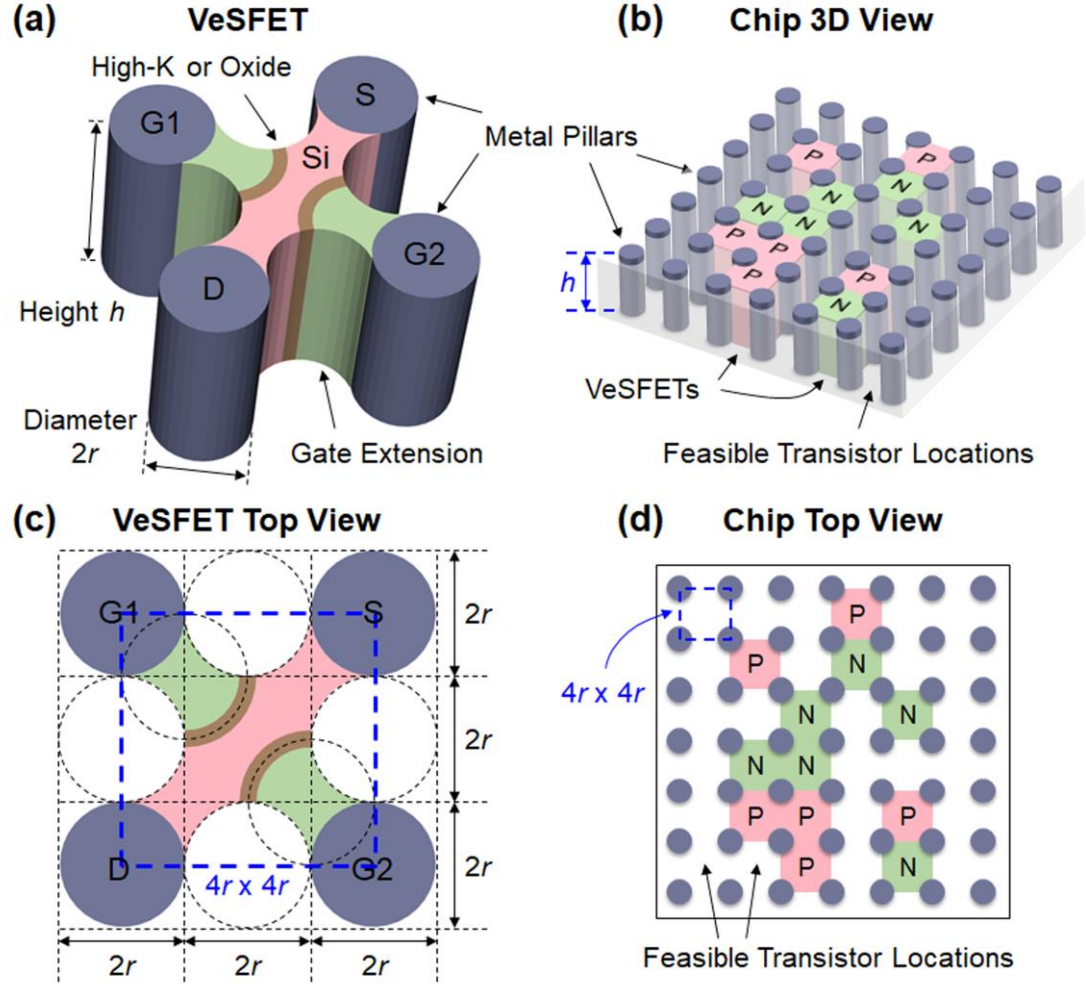 (a) VeSFET
High-K or Oxide
G1
S
Si
Metal Pillars
G2
D
Height h
Diameter
2r
Gate Extension
(b) Chip 3D View
P
P
N
N
N
N
N
P
P
P
P
N
h
VeSFETs
Feasible Transistor Locations
(c) VeSFET Top View
G1
S
2r
2r
D
4r x 4r
G2
2r
2r
2r
2r
(d) Chip Top View
P
P
N
4r x 4r
N
N
N
N
P
P
P
P
N
Feasible Transistor Locations